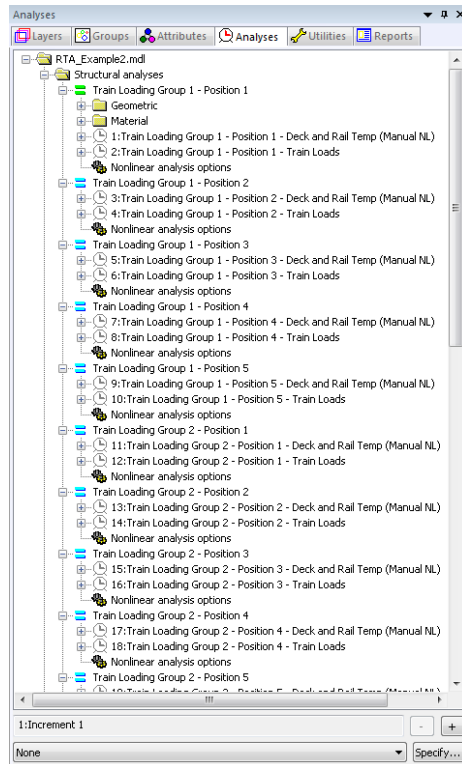 Analyses
Layers Groups Attributes Analyses Utilities Reports
RTA_Example2.mdl
Structural analyses
Train Loading Group 1 - Position 1
Geometric
Material
1:Train Loading Group 1 - Position 1 - Deck and Rail Temp (Manual NL)
2:Train Loading Group 1 - Position 1 - Train Loads
Nonlinear analysis options
Train Loading Group 1 - Position 2
3:Train Loading Group 1 - Position 2 - Deck and Rail Temp (Manual NL)
4:Train Loading Group 1 - Position 2 - Train Loads
Nonlinear analysis options
Train Loading Group 1 - Position 3
5:Train Loading Group 1 - Position 3 - Deck and Rail Temp (Manual NL)
6:Train Loading Group 1 - Position 3 - Train Loads
Nonlinear analysis options
Train Loading Group 1 - Position 4
7:Train Loading Group 1 - Position 4 - Deck and Rail Temp (Manual NL)
8:Train Loading Group 1 - Position 4 - Train Loads
Nonlinear analysis options
Train Loading Group 1 - Position 5
9:Train Loading Group 1 - Position 5 - Deck and Rail Temp (Manual NL)
10:Train Loading Group 1 - Position 5 - Train Loads
Nonlinear analysis options
Train Loading Group 2 - Position 1
11:Train Loading Group 2 - Position 1 - Deck and Rail Temp (Manual NL)
12:Train Loading Group 2 - Position 1 - Train Loads
Nonlinear analysis options
Train Loading Group 2 - Position 2
13:Train Loading Group 2 - Position 2 - Deck and Rail Temp (Manual NL)
14:Train Loading Group 2 - Position 2 - Train Loads
Nonlinear analysis options
Train Loading Group 2 - Position 3
15:Train Loading Group 2 - Position 3 - Deck and Rail Temp (Manual NL)
16:Train Loading Group 2 - Position 3 - Train Loads
Nonlinear analysis options
Train Loading Group 2 - Position 4
17:Train Loading Group 2 - Position 4 - Deck and Rail Temp (Manual NL)
18:Train Loading Group 2 - Position 4 - Train Loads
Nonlinear analysis options
Train Loading Group 2 - Position 5
19:Train Loading Group 2 - Position 5 - Deck and Rail Temp (Manual NL)
1:Increment 1
- +
None Specify...